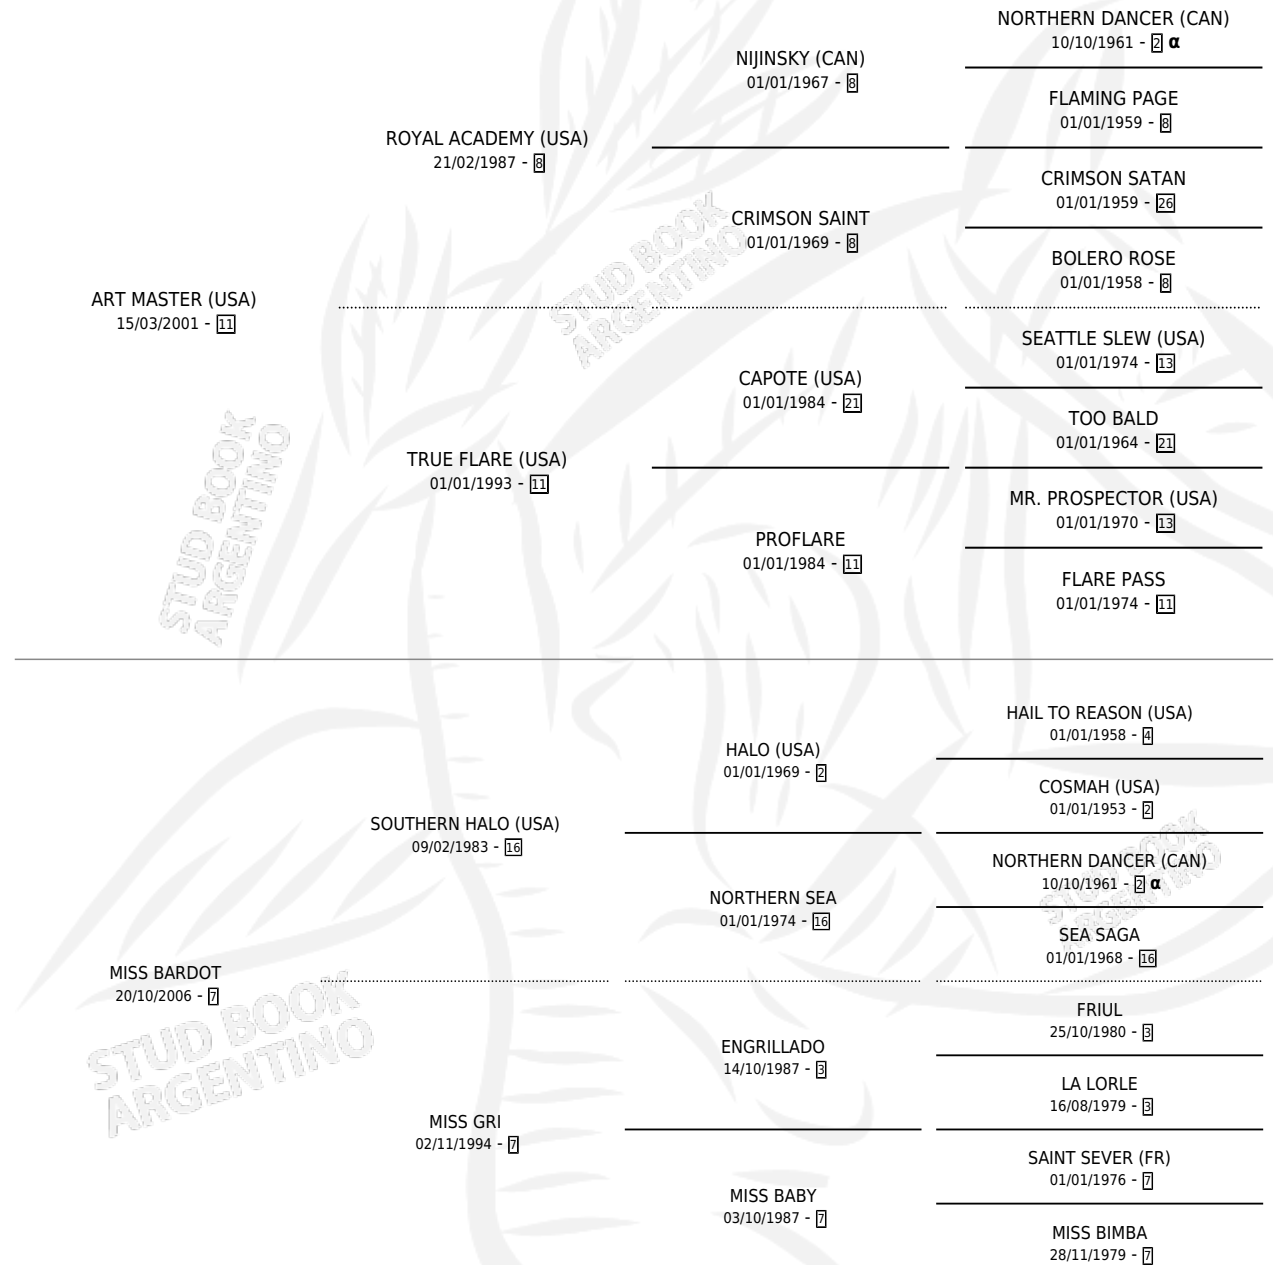 NORTHERN DANCER (CAN)
10/10/1961 - 2 α
NIJINSKY (CAN)
01/01/1967 - 8
FLAMING PAGE
01/01/1959 - 8
ROYAL ACADEMY (USA)
21/02/1987 - 8
CRIMSON SATAN
01/01/1959 - 26
CRIMSON SAINT
01/01/1969 - 8
BOLERO ROSE
01/01/1958 - 8
ART MASTER (USA)
15/03/2001 - 11
SEATTLE SLEW (USA)
01/01/1974 - 13
CAPOTE (USA)
01/01/1984 - 21
TOO BALD
01/01/1964 - 21
TRUE FLARE (USA)
01/01/1993 - 11
MR. PROSPECTOR (USA)
01/01/1970 - 13
PROFLARE
01/01/1984 - 11
FLARE PASS
01/01/1974 - 11
HAIL TO REASON (USA)
01/01/1958 - 4
HALO (USA)
01/01/1969 - 2
COSMAH (USA)
01/01/1953 - 2
SOUTHERN HALO (USA)
09/02/1983 - 16
NORTHERN DANCER (CAN)
10/10/1961 - 2 α
NORTHERN SEA
01/01/1974 - 16
SEA SAGA
01/01/1968 - 16
MISS BARDOT
20/10/2006 - 7
FRIUL
25/10/1980 - 3
ENGRILLADO
14/10/1987 - 3
LA LORLE
16/08/1979 - 3
MISS GRI
02/11/1994 - 7
SAINT SEVER (FR)
01/01/1976 - 7
MISS BABY
03/10/1987 - 7
MISS BIMBA
28/11/1979 - 7
STUD BOOK
ARGENTINO
STUD BOOK
ARGENTINO
STUD BOOK
ARGENTINO
STUD BOOK
ARGENTINO